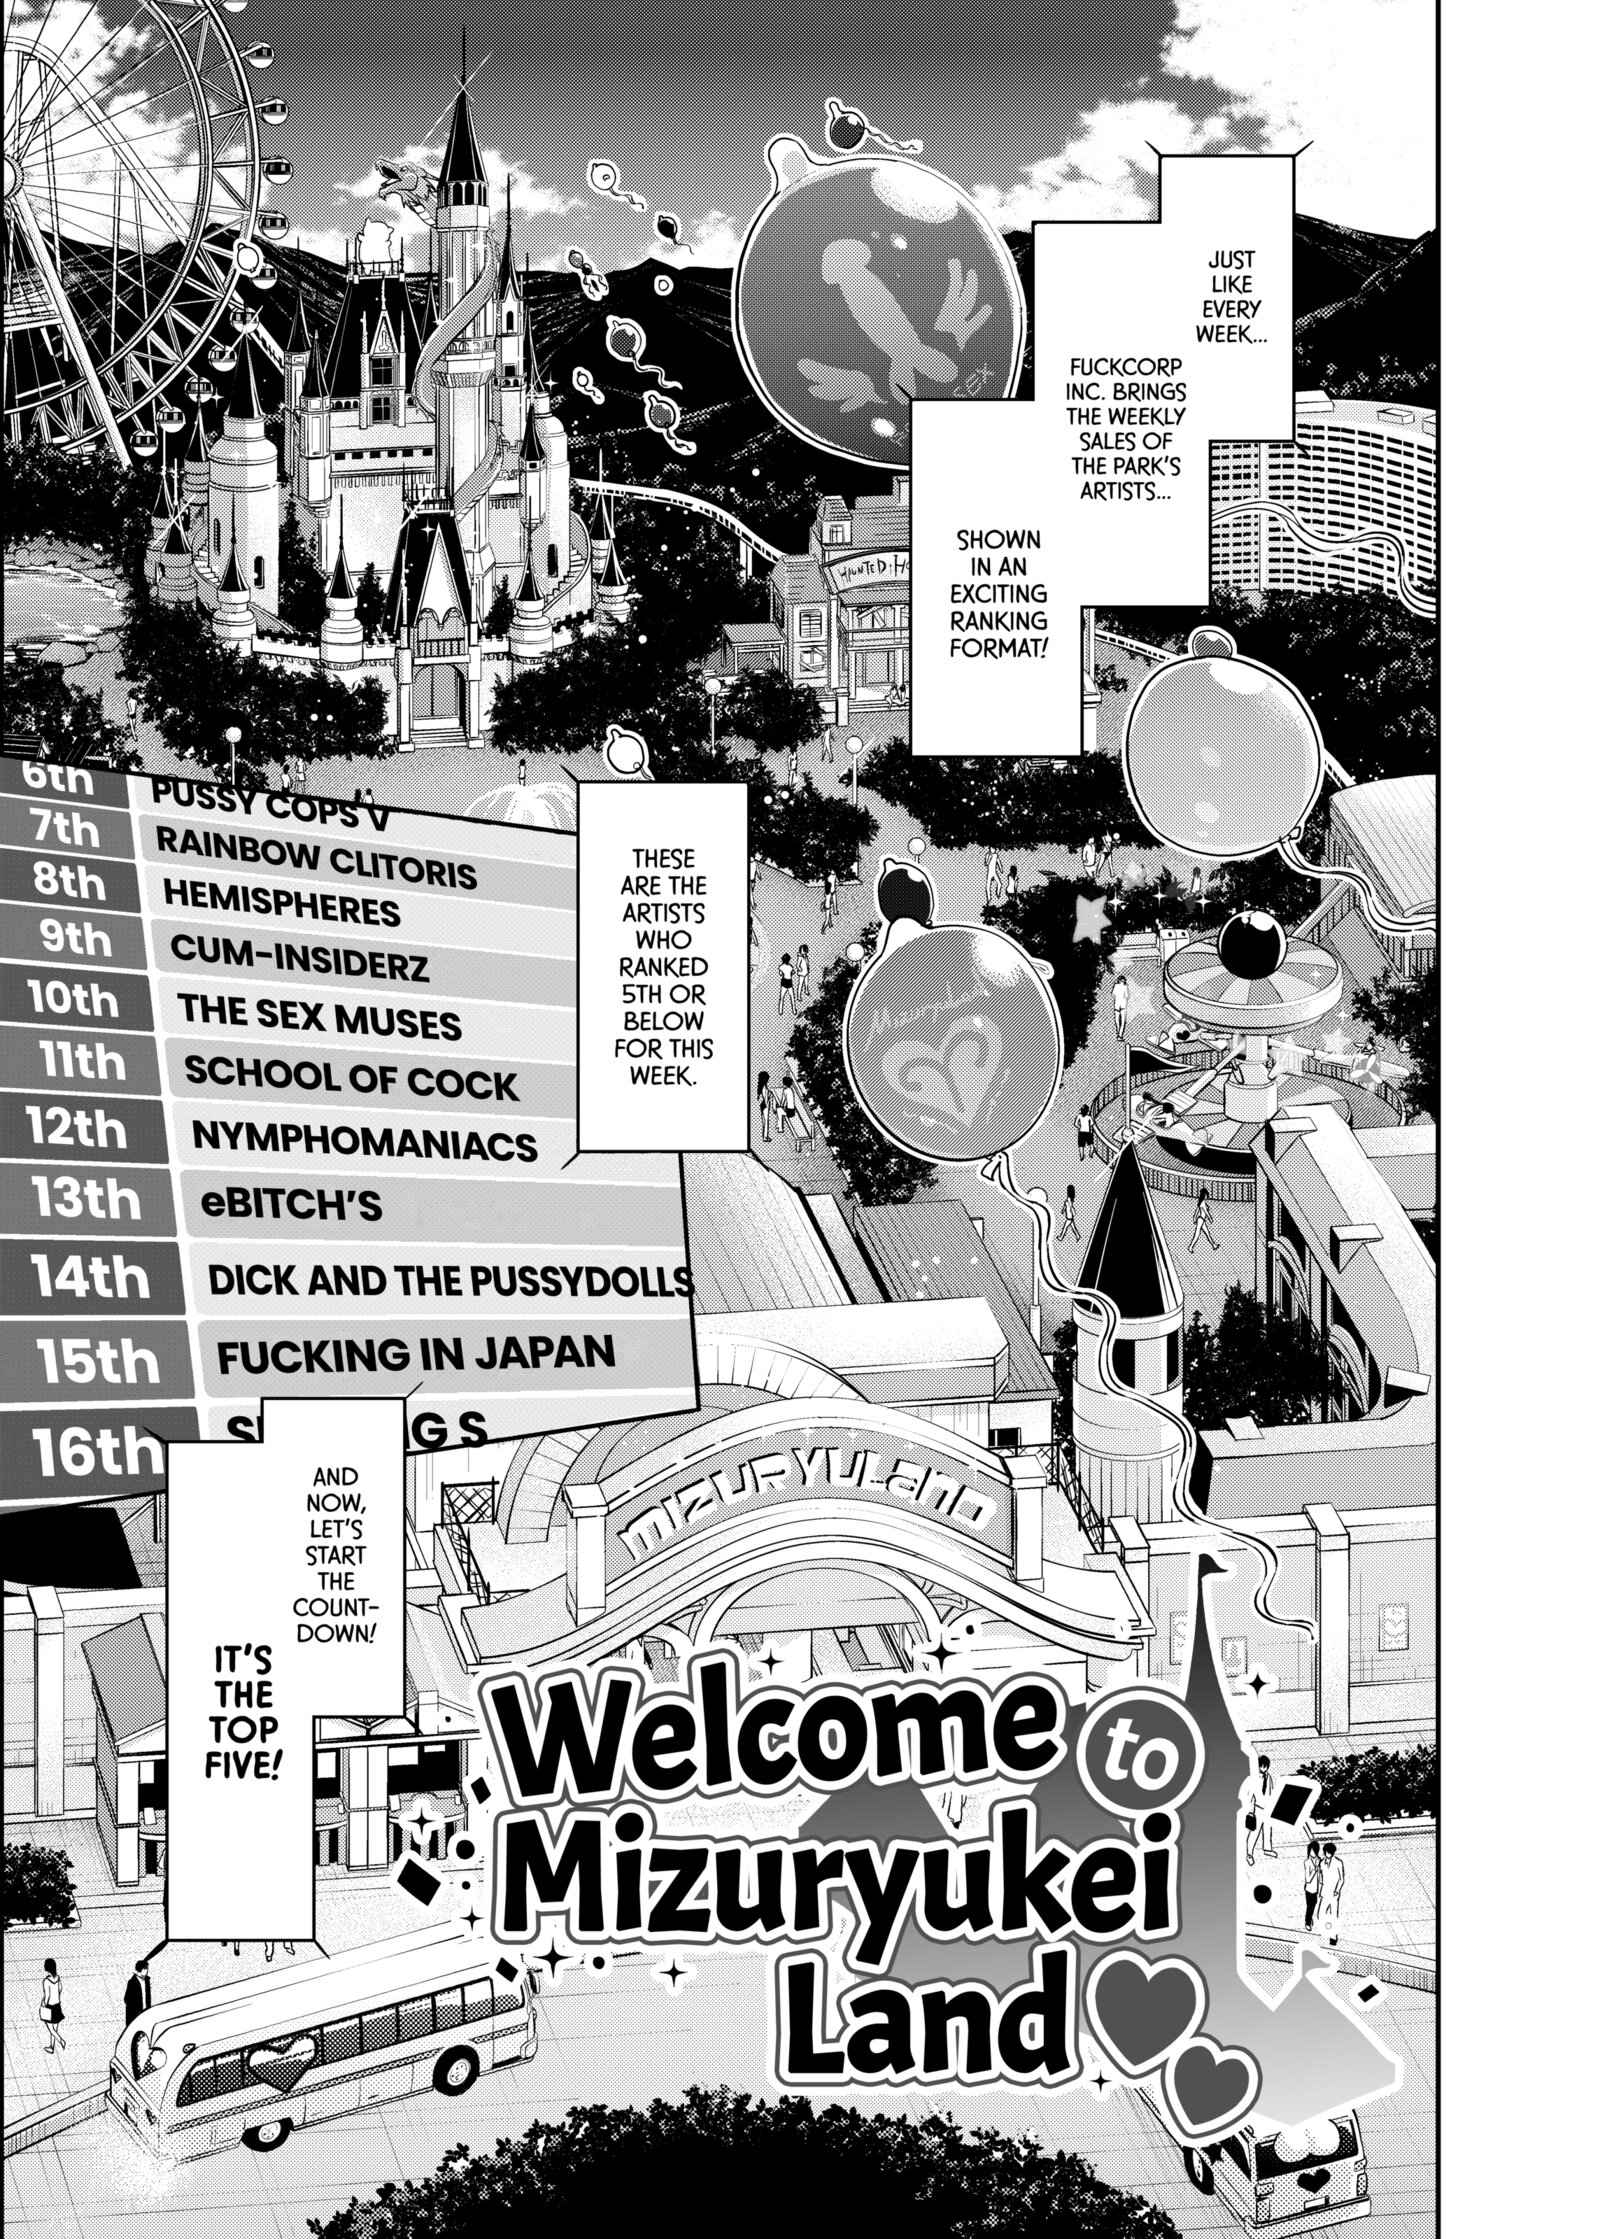 JUST
LIKE
EVERY
WEEK...
FUCKCORP
INC. BRINGS
THE WEEKLY
SALES OF
THE PARK'S
ARTISTS...
SHOWN
IN AN
EXCITING
RANKING
FORMAT!
SEX
HAUNTED
6th PUSSY COPS V
7th RAINBOW CLITORIS
8th HEMISPHERES
9th CUM-INSIDERZ
10th THE SEX MUSES
11th SCHOOL OF COCK
12th NYMPHOMANIACS
13th eBITCH'S
14th DICK AND THE PUSSYDOLLS
15th FUCKING IN JAPAN
16th
THESE
ARE THE
ARTISTS
WHO
RANKED
5TH OR
BELOW
FOR THIS
WEEK.
Mizuryuland
MIZURYULAND
AND
NOW,
LET'S
START
THE
COUNT-
DOWN!
IT'S
THE
TOP
FIVE!
Welcome to
Mizuryukei
Land